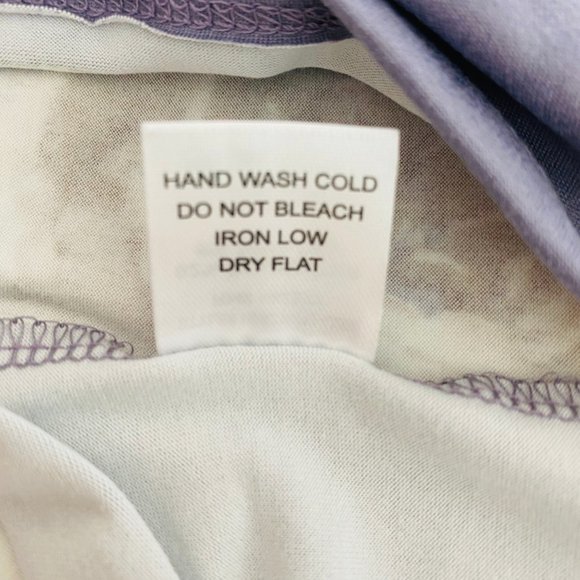 HAND WASH COLD
DO NOT BLEACH
IRON LOW
DRY FLAT